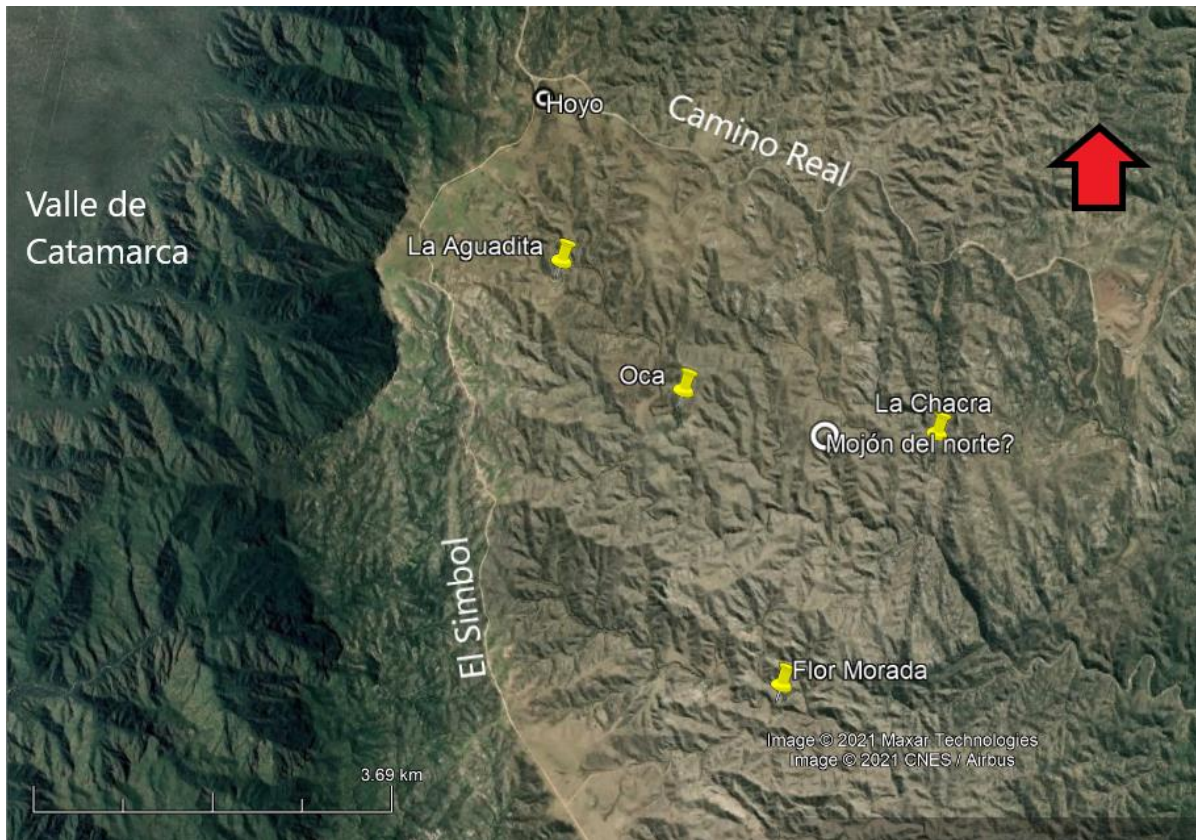 Hoyo
Camino Real
Valle de
Catamarca
La Aguadita
Oca
La Chacra
Mojón del norte?
El Simbol
Flor Morada
Image © 2021 Maxar Technologies
Image © 2021 CNES / Airbus
3.69 km